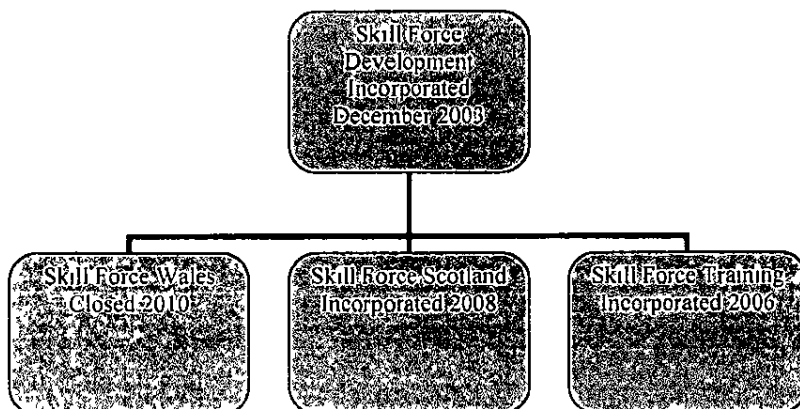 Skill Force
Development
Incorporated
December 2003
Skill Force Wales
Closed 2010
Skill Force Scotland
Incorporated 2008
Skill Force Training
Incorporated 2006